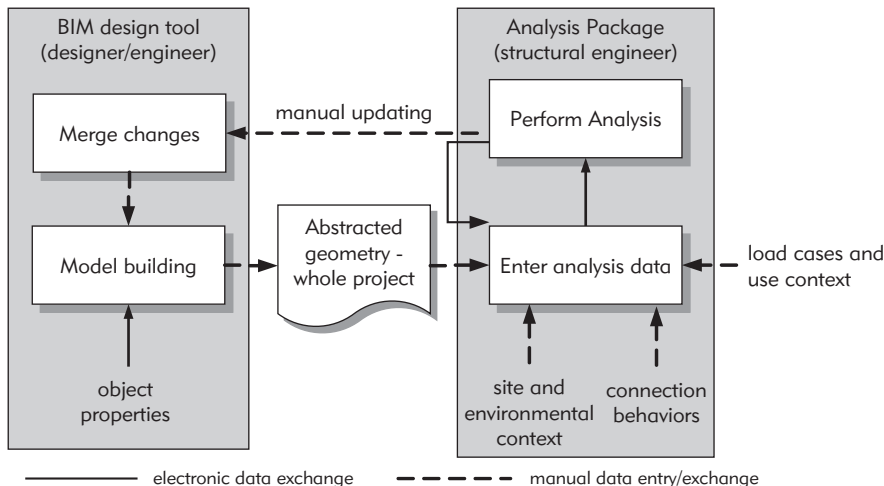 BIM design tool
(designer/engineer)
Merge changes
Model building
object
properties
manual updating
Abstracted
geometry -
whole project
Analysis Package
(structural engineer)
Perform Analysis
Enter analysis data
load cases and
use context
site and
environmental
context
connection
behaviors
electronic data exchange
manual data entry/exchange